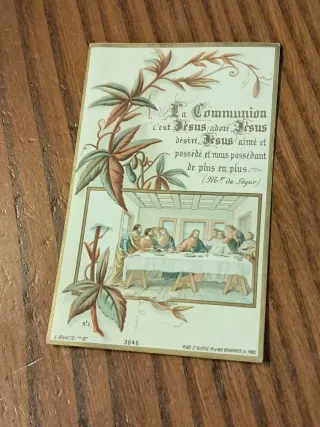 La Communion
c'est Jésus adoré, Jésus
désiré, Jésus aimé et
possédé et nous possédant
de plus en plus.
(Mgr de Ségur)
3646